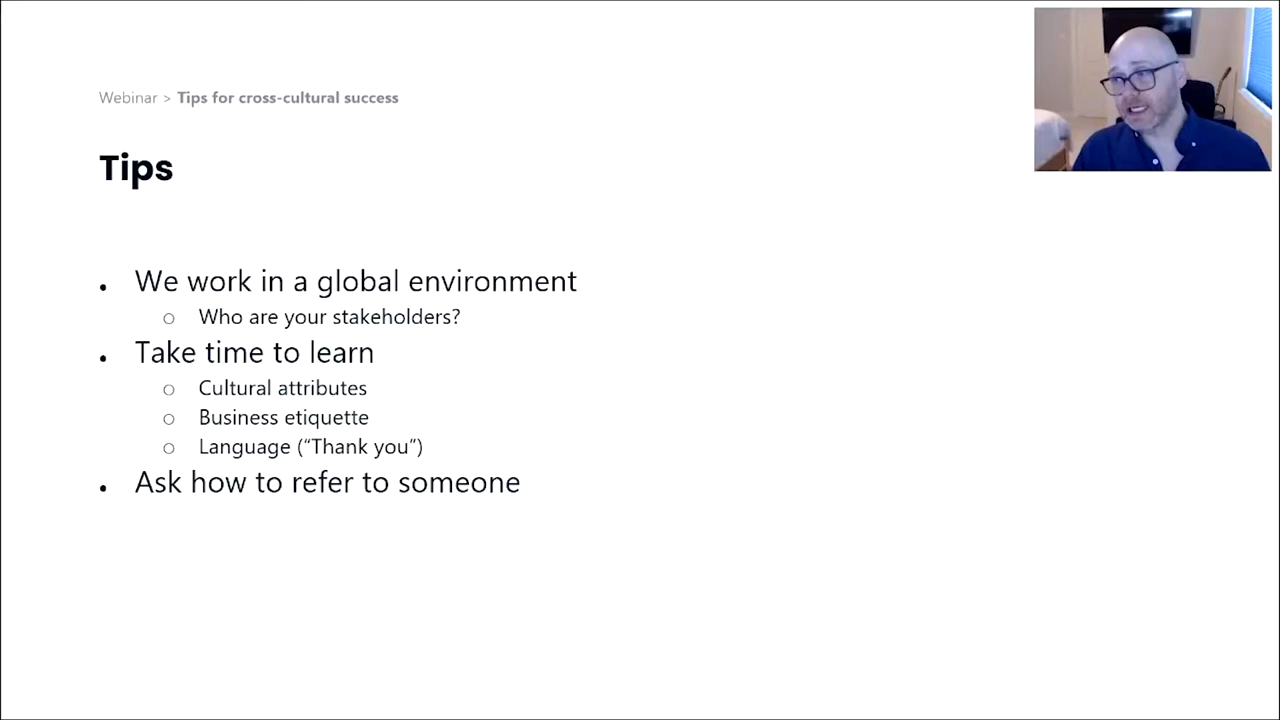 Webinar > Tips for cross-cultural success
Tips
• We work in a global environment
○ Who are your stakeholders?
• Take time to learn
○ Cultural attributes
○ Business etiquette
○ Language (“Thank you”)
• Ask how to refer to someone